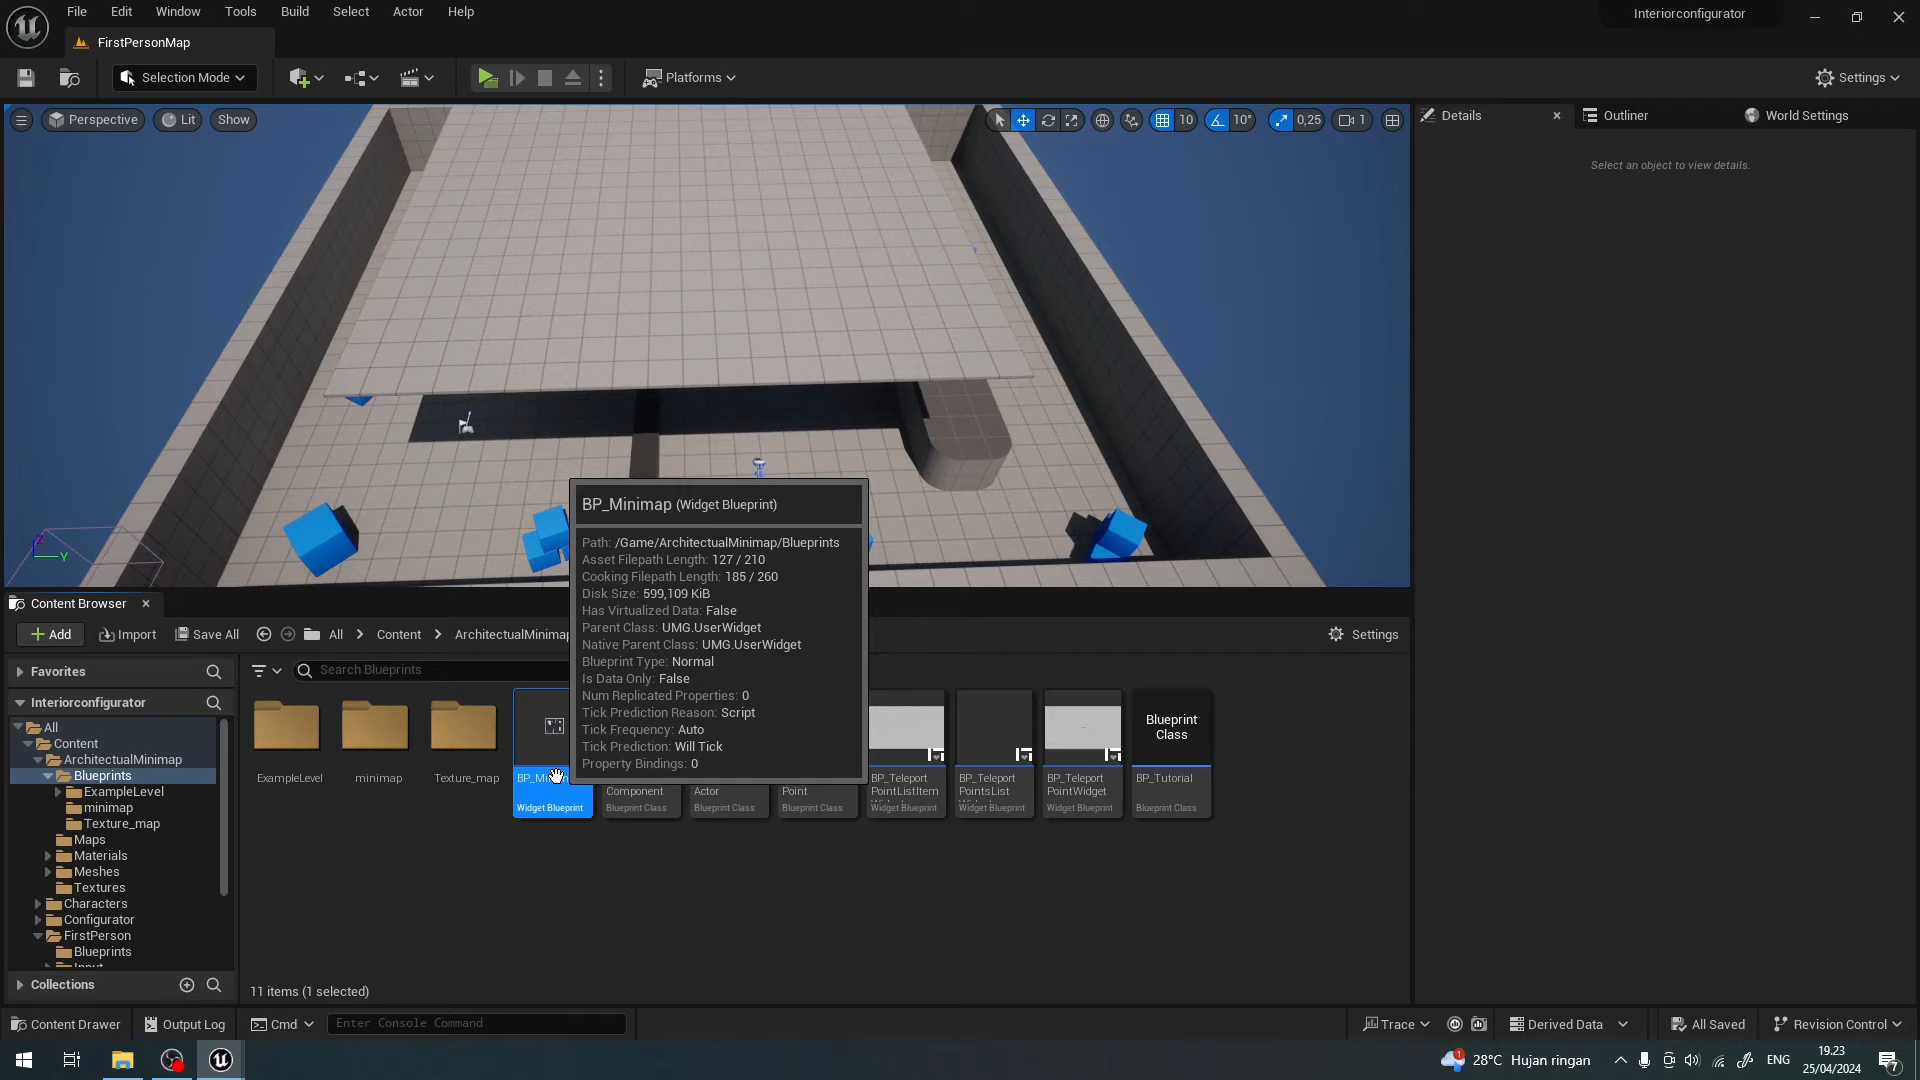 File Edit Window Tools Build Select Actor Help
Interiorconfigurator
FirstPersonMap
Selection Mode
Platforms
Settings
Perspective Lit Show
10 10° 0,25 1
Details
Outliner
World Settings
Select an object to view details.
BP_Minimap (Widget Blueprint)
Path: /Game/ArchitectualMinimap/Blueprints
Asset Filepath Length: 127 / 210
Cooking Filepath Length: 185 / 260
Disk Size: 599,109 KiB
Has Virtualized Data: False
Parent Class: UMG.UserWidget
Native Parent Class: UMG.UserWidget
Blueprint Type: Normal
Is Data Only: False
Num Replicated Properties: 0
Tick Prediction Reason: Script
Tick Frequency: Auto
Tick Prediction: Will Tick
Property Bindings: 0
Content Browser
Add Import Save All All Content ArchitectualMinimap
Settings
Favorites
Search Blueprints
Interiorconfigurator
All
Content
ArchitectualMinimap
Blueprints
ExampleLevel
minimap
Texture_map
Maps
Materials
Meshes
Textures
Characters
Configurator
FirstPerson
Blueprints
Input
Collections
ExampleLevel
minimap
Texture_map
Widget Blueprint
Component
Blueprint Class
Actor
Blueprint Class
Point
Blueprint Class
BP_Teleport
PointListItem
Widget Blueprint
BP_Teleport
PointsList
Widget Blueprint
BP_Teleport
PointWidget
Widget Blueprint
Blueprint
Class
BP_Tutorial
Blueprint Class
11 items (1 selected)
Content Drawer Output Log Cmd Enter Console Command
Trace Derived Data All Saved Revision Control
1 28°C Hujan ringan ENG 19.23
25/04/2024 7